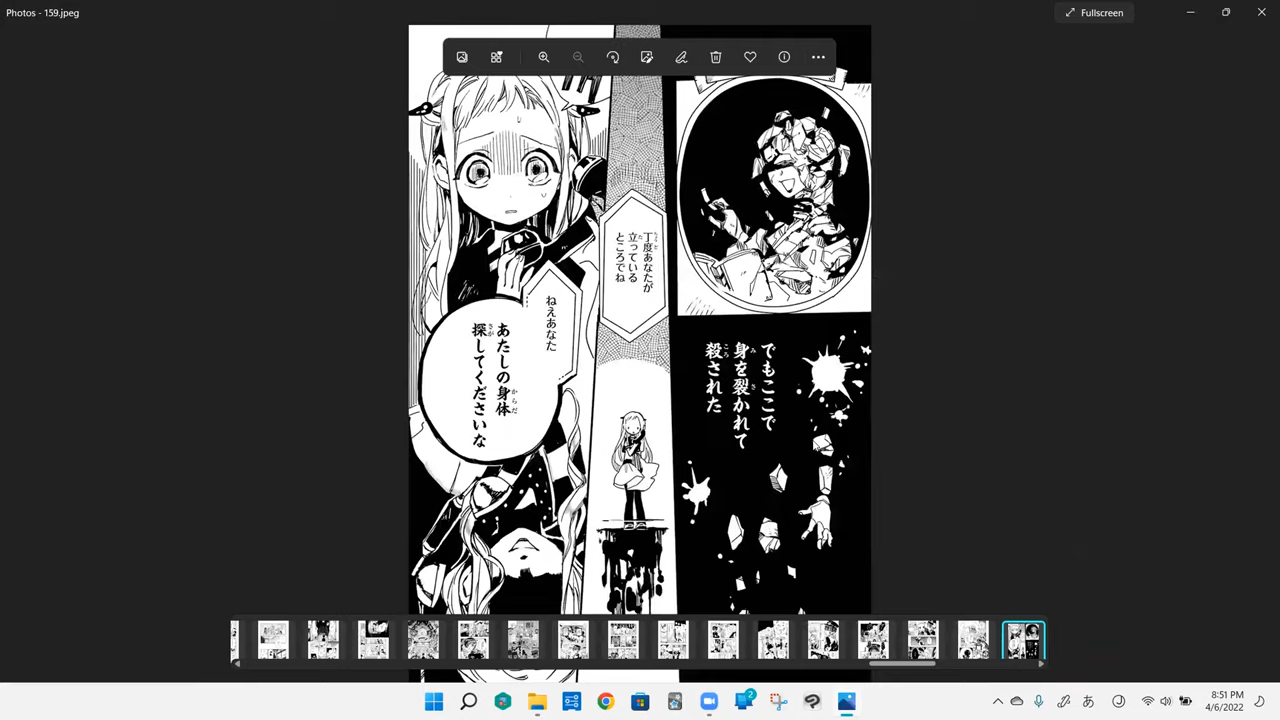 Photos - 159.jpeg
Fullscreen
でもここで
身を裂かれて
殺された
丁度あなたが
立っている
ところでね
ねえあなた
あたしの身体
探してくださいな
2
あ
8:51 PM
4/6/2022